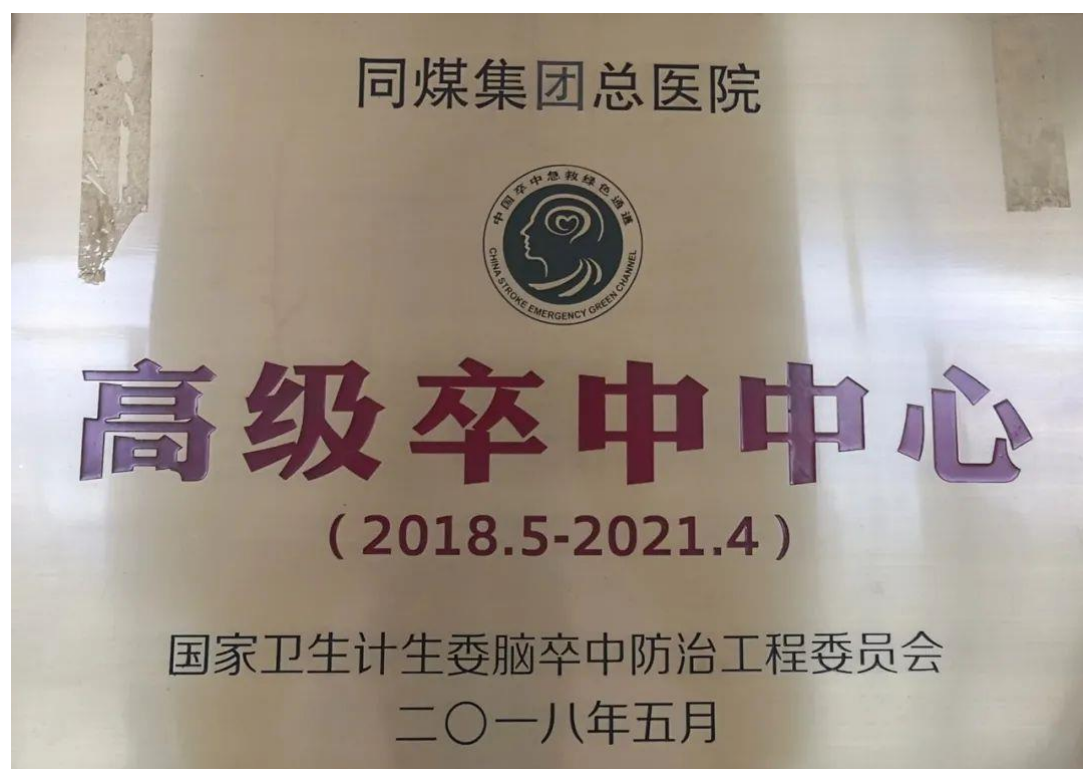 同煤集团总医院
中国卒中急救绿色通道
CHINA STROKE EMERGENCY GREEN CHANNEL
高级卒中中心
（2018.5-2021.4）
国家卫生计生委脑卒中防治工程委员会
二〇一八年五月